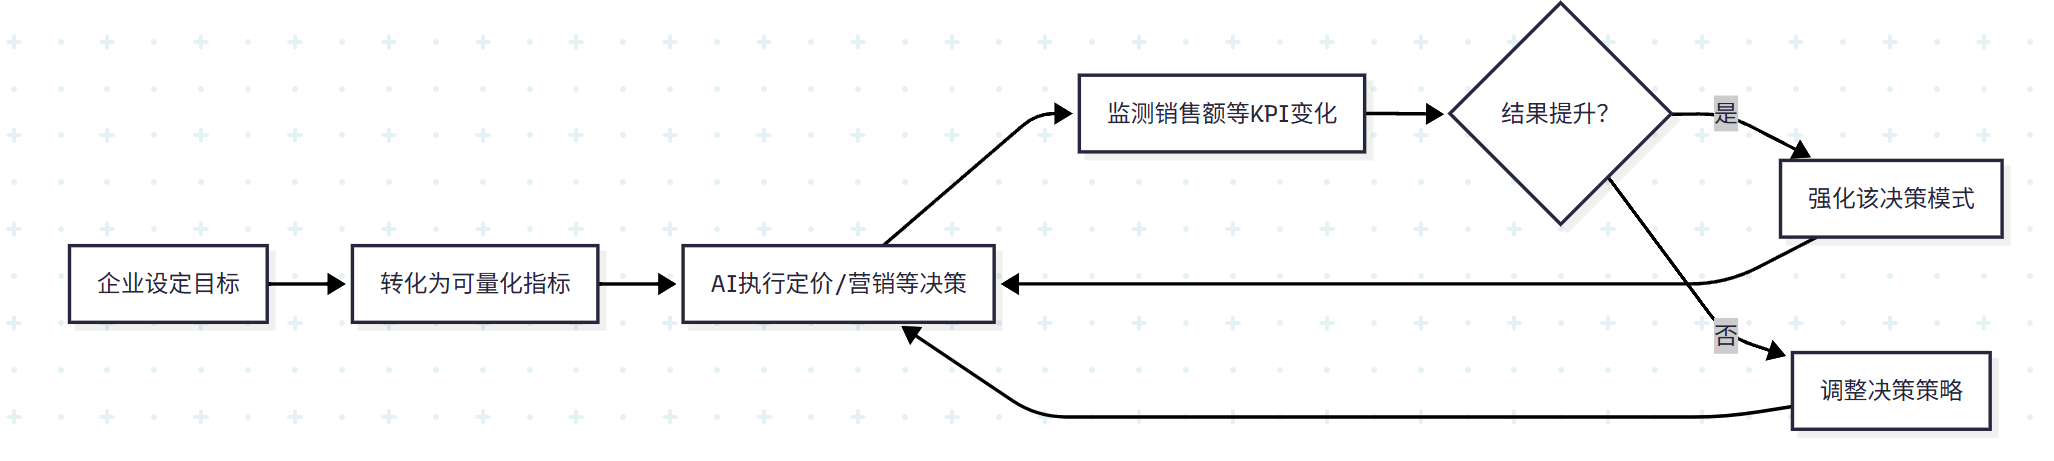 企业设定目标
转化为可量化指标
AI执行定价/营销等决策
监测销售额等KPI变化
结果提升？
是
强化该决策模式
否
调整决策策略